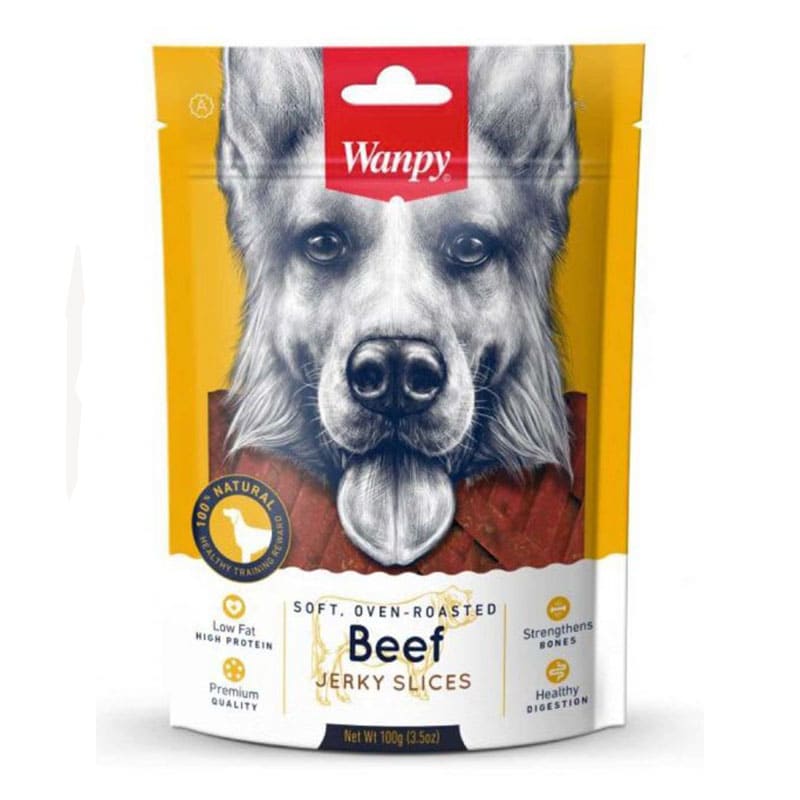 Wanpy®
100% NATURAL
HEALTHY TRAINING REWARD
SOFT, OVEN-ROASTED
Beef
JERKY SLICES
Low Fat
HIGH PROTEIN
Premium
QUALITY
Strengthens
BONES
Healthy
DIGESTION
Net Wt 100g (3.5oz)